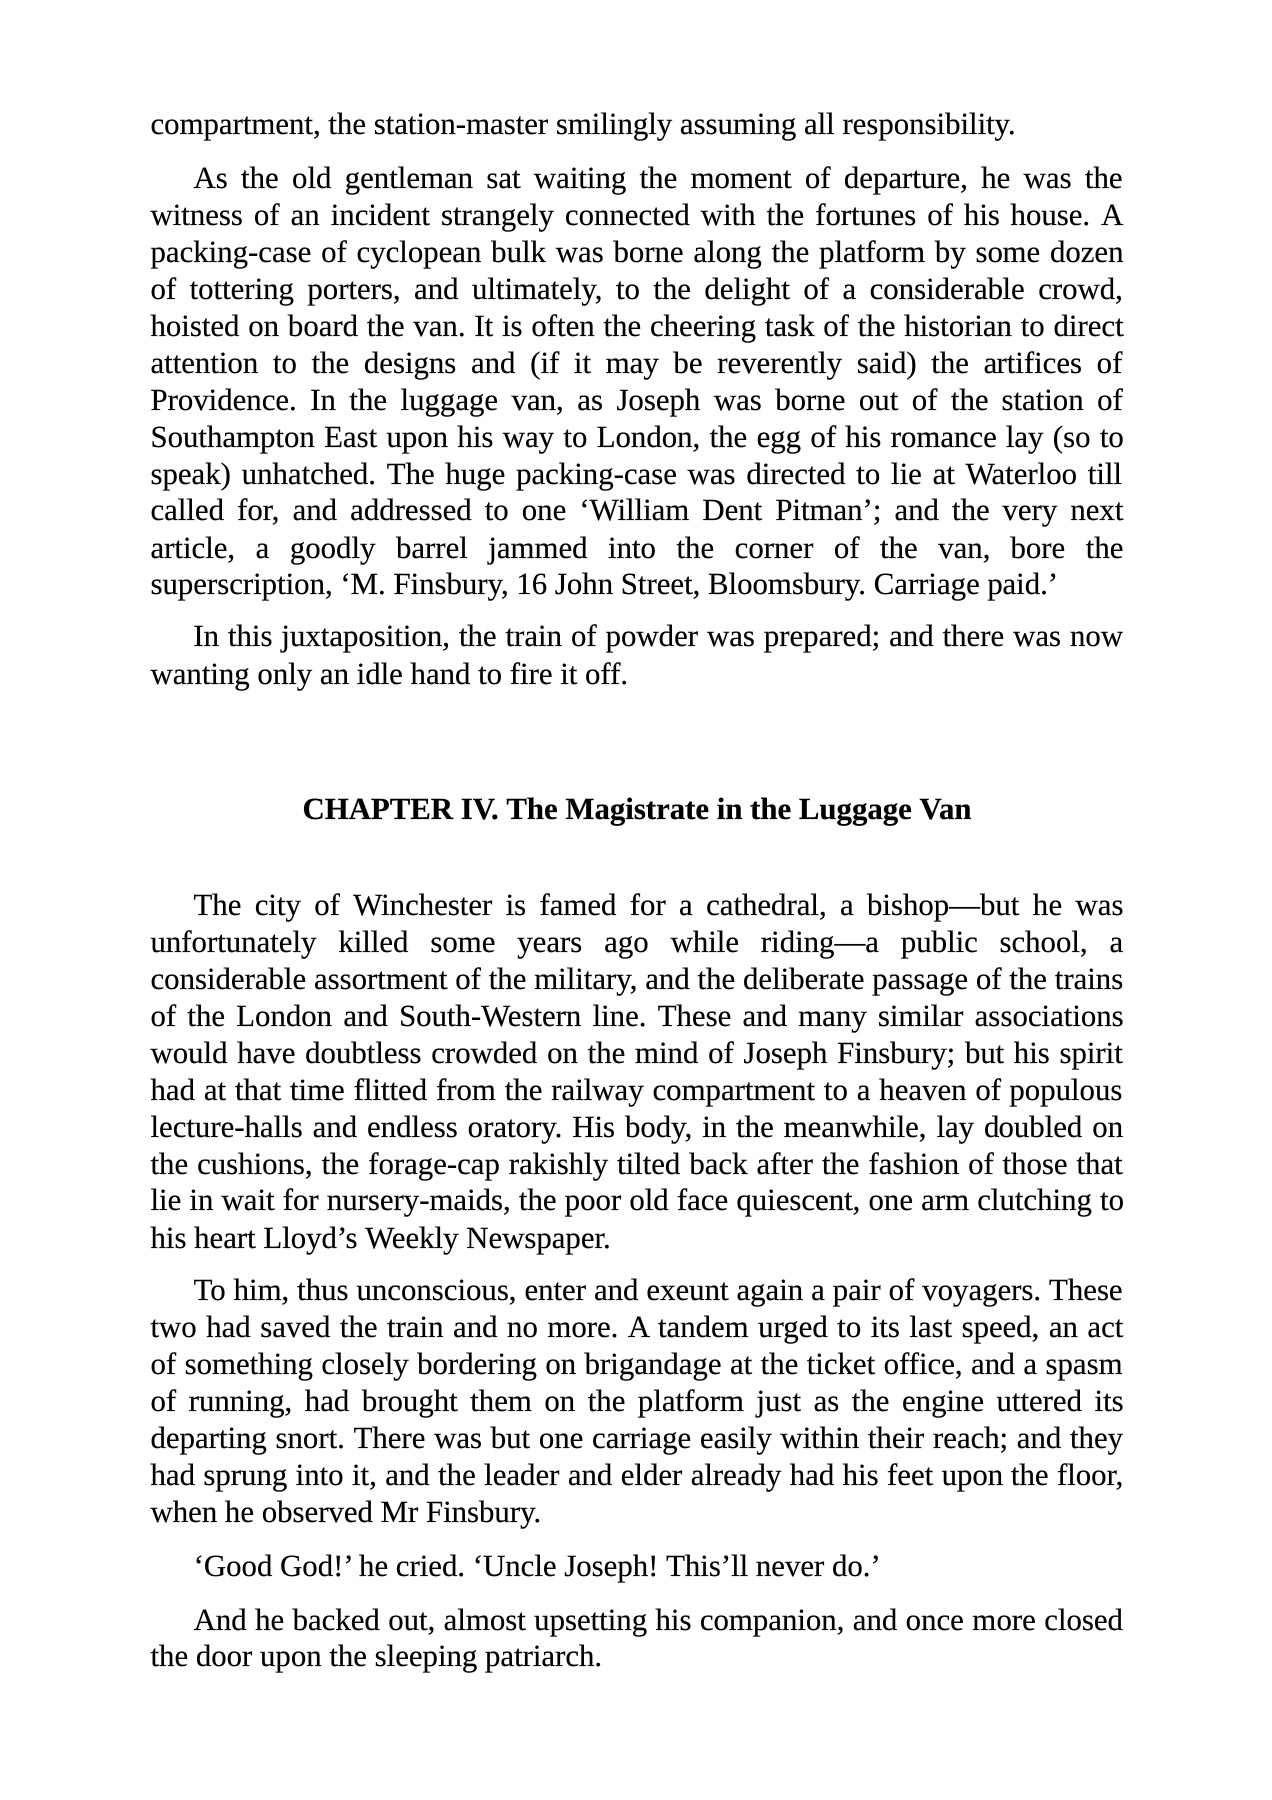 compartment, the station-master smilingly assuming all responsibility.
As the old gentleman sat waiting the moment of departure, he was the
witness of an incident strangely connected with the fortunes of his house. A
packing-case of cyclopean bulk was borne along the platform by some dozen
of tottering porters, and ultimately, to the delight of a considerable crowd,
hoisted on board the van. It is often the cheering task of the historian to direct
attention to the designs and (if it may be reverently said) the artifices of
Providence. In the luggage van, as Joseph was borne out of the station of
Southampton East upon his way to London, the egg of his romance lay (so to
speak) unhatched. The huge packing-case was directed to lie at Waterloo till
called for, and addressed to one ‘William Dent Pitman’; and the very next
article, a goodly barrel jammed into the corner of the van, bore the
superscription, ‘M. Finsbury, 16 John Street, Bloomsbury. Carriage paid.’
In this juxtaposition, the train of powder was prepared; and there was now
wanting only an idle hand to fire it off.
CHAPTER IV. The Magistrate in the Luggage Van
The city of Winchester is famed for a cathedral, a bishop—but he was
unfortunately killed some years ago while riding—a public school, a
considerable assortment of the military, and the deliberate passage of the trains
of the London and South-Western line. These and many similar associations
would have doubtless crowded on the mind of Joseph Finsbury; but his spirit
had at that time flitted from the railway compartment to a heaven of populous
lecture-halls and endless oratory. His body, in the meanwhile, lay doubled on
the cushions, the forage-cap rakishly tilted back after the fashion of those that
lie in wait for nursery-maids, the poor old face quiescent, one arm clutching to
his heart Lloyd’s Weekly Newspaper.
To him, thus unconscious, enter and exeunt again a pair of voyagers. These
two had saved the train and no more. A tandem urged to its last speed, an act
of something closely bordering on brigandage at the ticket office, and a spasm
of running, had brought them on the platform just as the engine uttered its
departing snort. There was but one carriage easily within their reach; and they
had sprung into it, and the leader and elder already had his feet upon the floor,
when he observed Mr Finsbury.
‘Good God!’ he cried. ‘Uncle Joseph! This’ll never do.’
And he backed out, almost upsetting his companion, and once more closed
the door upon the sleeping patriarch.